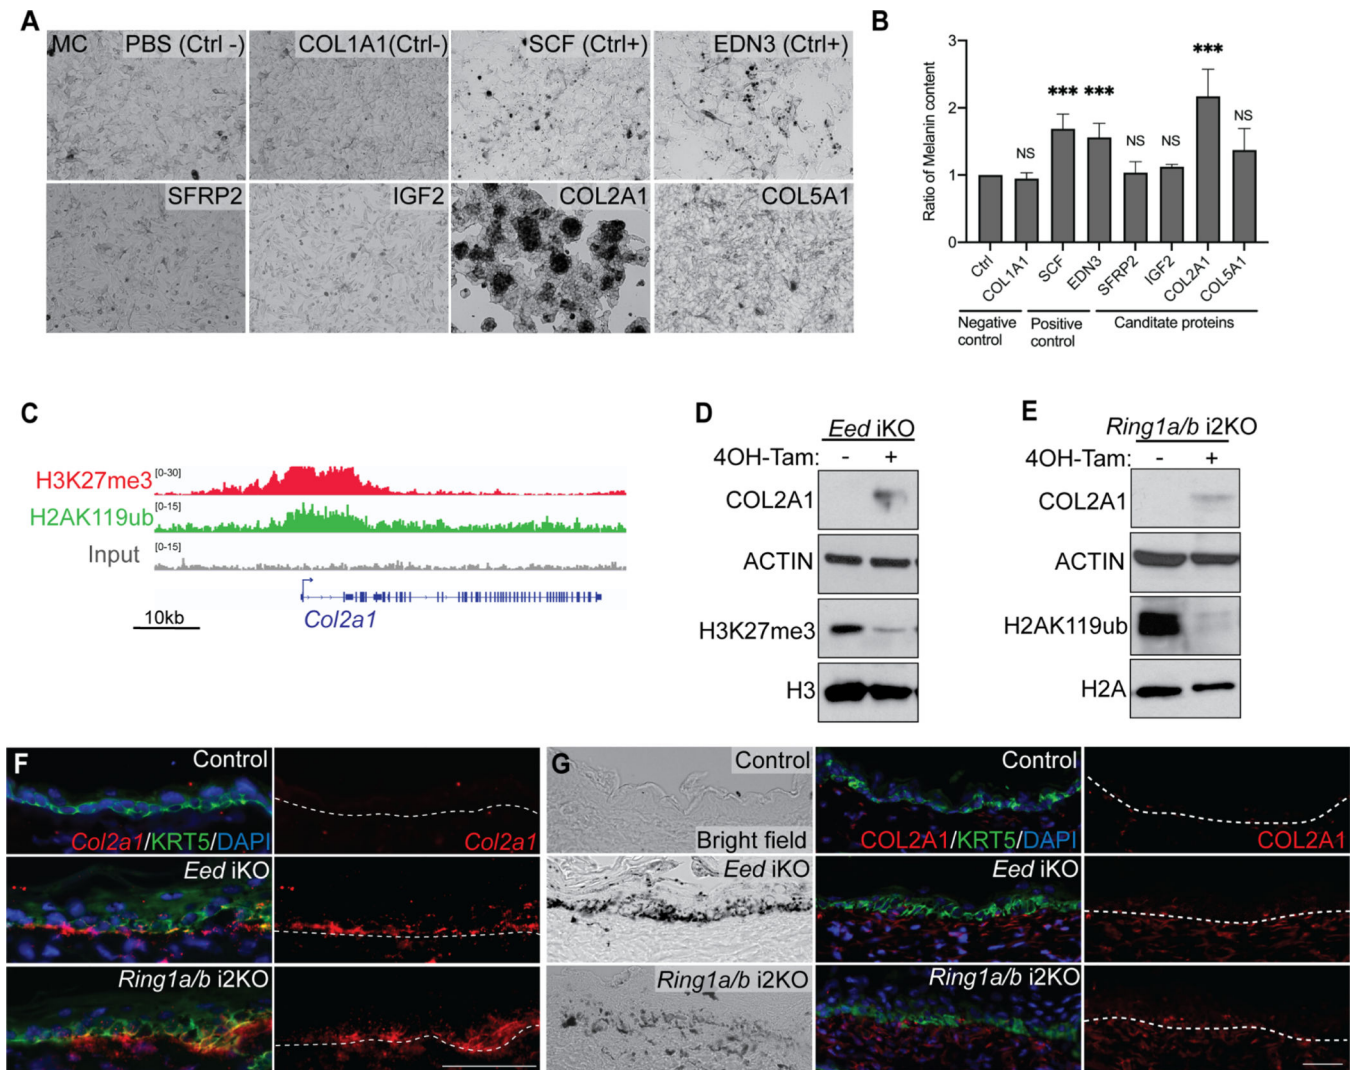 A
MC PBS (Ctrl -)
COL1A1(Ctrl-)
SCF (Ctrl+)
EDN3 (Ctrl+)
SFRP2
IGF2
COL2A1
COL5A1
B
Ratio of Melanin content
3
2
1
0
NS
***
***
NS
NS
***
NS
Ctrl
COL1A1
SCF
EDN3
SFRP2
IGF2
COL2A1
COL5A1
Negative
control
Positive
control
Canditate proteins
C
H3K27me3 [0-30]
H2AK119ub [0-15]
Input [0-15]
10kb
Col2a1
D
Eed iKO
4OH-Tam: - +
COL2A1
ACTIN
H3K27me3
H3
E
Ring1a/b i2KO
4OH-Tam: - +
COL2A1
ACTIN
H2AK119ub
H2A
F
Control
Col2a1/KRT5/DAPI
Col2a1
Eed iKO
Ring1a/b i2KO
G
Control
Bright field
Control
COL2A1/KRT5/DAPI
COL2A1
Eed iKO
Eed iKO
Ring1a/b i2KO
Ring1a/b i2KO